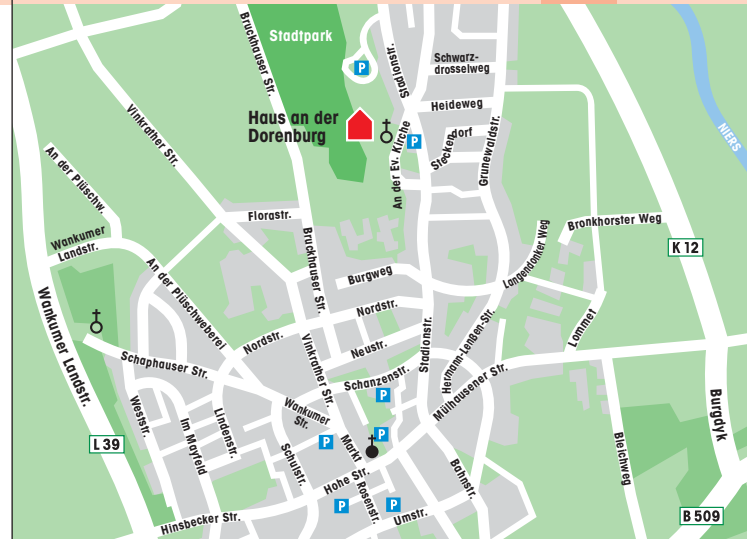 Stadtpark
Bruckhauser Str.
Stadionstr.
Schwarz-
drosselweg
P
Heideweg
Haus an der
Dorenburg
P
Steckendorf
Grunewaldstr.
An der Ev. Kirche
NIERS
Vinkrather Str.
An der Plüschw.
Florastr.
Bronkhorster Weg
K 12
Wankumer
Landstr.
Bruckhauser Str.
Langendonker Weg
Burgweg
An der Plüschweberei
Nordstr.
Nordstr.
Lommet
Wankumer Landstr.
Vinkrather Str.
Neustr.
Stadionstr.
Hermann-Lenßen-Str.
Schaphauser Str.
Schanzenstr.
Mülhausener Str.
P
Burgdyk
Weststr.
Im Mayfeld
Lindenstr.
Wankumer
Str.
Markt
P
P
L 39
Schulstr.
Bleichweg
Hohe Str.
Rosenstr.
Bahnstr.
P
P
Umstr.
Hinsbecker Str.
B 509